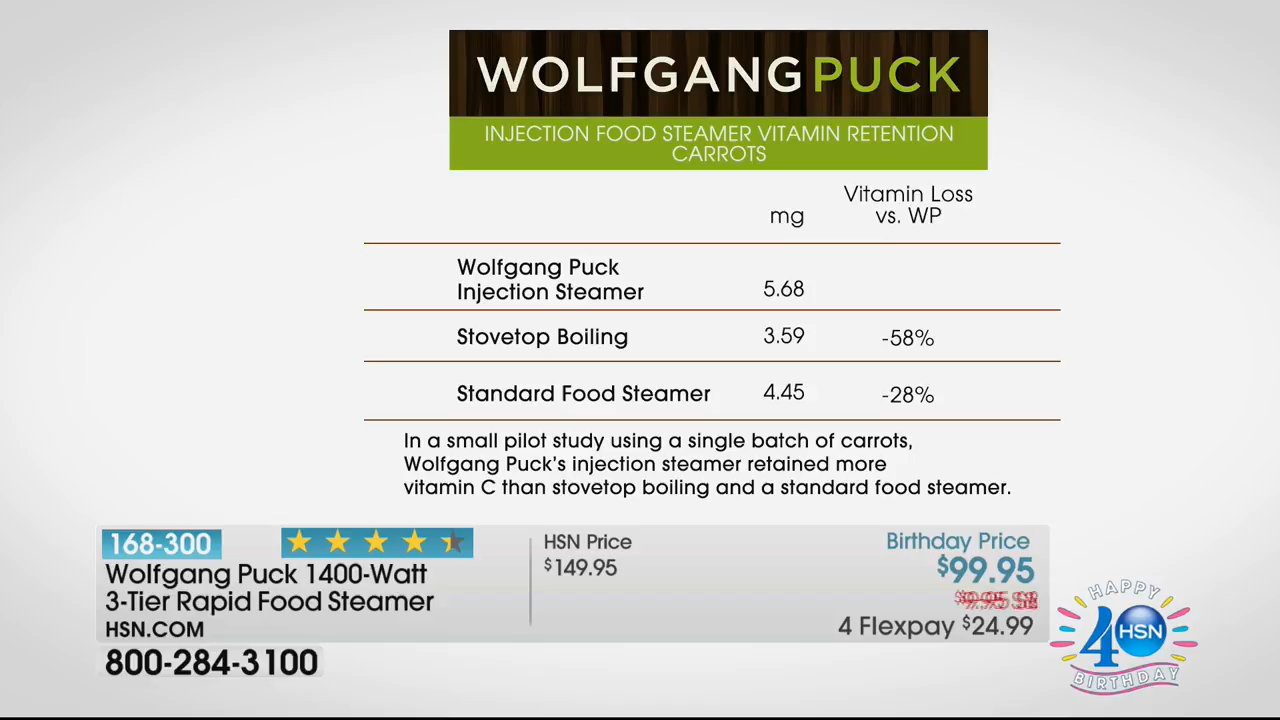 WOLFGANGPUCK
INJECTION FOOD STEAMER VITAMIN RETENTION
CARROTS
mg
Vitamin Loss
vs. WP
Wolfgang Puck
Injection Steamer
5.68
Stovetop Boiling 3.59 -58%
Standard Food Steamer 4.45 -28%
In a small pilot study using a single batch of carrots,
Wolfgang Puck's injection steamer retained more
vitamin C than stovetop boiling and a standard food steamer.
168-300
Wolfgang Puck 1400-Watt
3-Tier Rapid Food Steamer
HSN.COM
800-284-3100
HSN Price
$149.95
Birthday Price
$99.95
4 Flexpay $24.99
HAPPY
40
HSN
BIRTHDAY